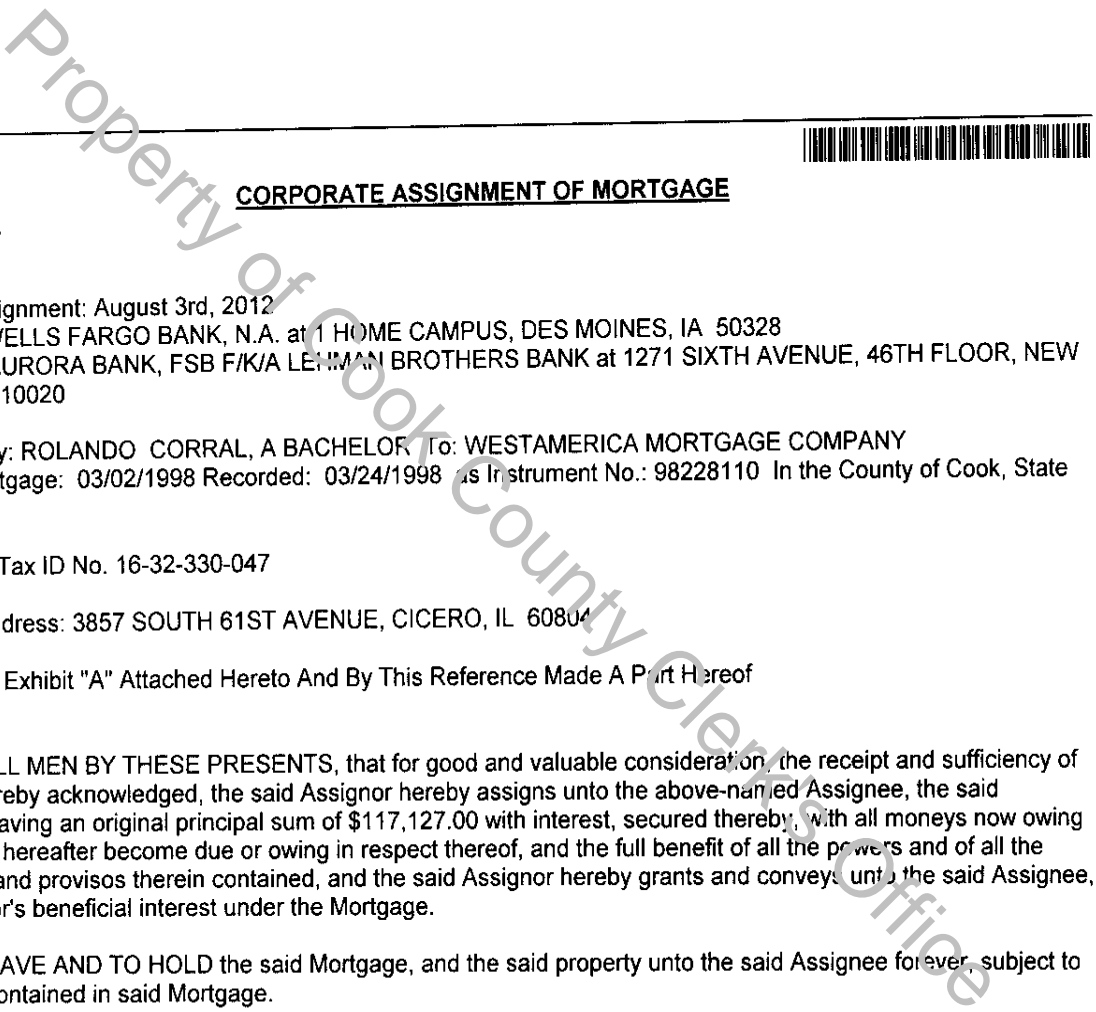 CORPORATE ASSIGNMENT OF MORTGAGE
ignment: August 3rd, 2012
WELLS FARGO BANK, N.A. at 1 HOME CAMPUS, DES MOINES, IA 50328
AURORA BANK, FSB F/K/A LEHMAN BROTHERS BANK at 1271 SIXTH AVENUE, 46TH FLOOR, NEW
10020
y: ROLANDO CORRAL, A BACHELOR To: WESTAMERICA MORTGAGE COMPANY
tgage: 03/02/1998 Recorded: 03/24/1998 as Instrument No.: 98228110 In the County of Cook, State
Tax ID No. 16-32-330-047
dress: 3857 SOUTH 61ST AVENUE, CICERO, IL 60804
Exhibit "A" Attached Hereto And By This Reference Made A Part Hereof
LL MEN BY THESE PRESENTS, that for good and valuable consideration, the receipt and sufficiency of
reby acknowledged, the said Assignor hereby assigns unto the above-named Assignee, the said
aving an original principal sum of $117,127.00 with interest, secured thereby, with all moneys now owing
hereafter become due or owing in respect thereof, and the full benefit of all the powers and of all the
and provisos therein contained, and the said Assignor hereby grants and conveys unto the said Assignee,
r's beneficial interest under the Mortgage.
AVE AND TO HOLD the said Mortgage, and the said property unto the said Assignee forever, subject to
ontained in said Mortgage.
Property of Cook County Clerk's Office